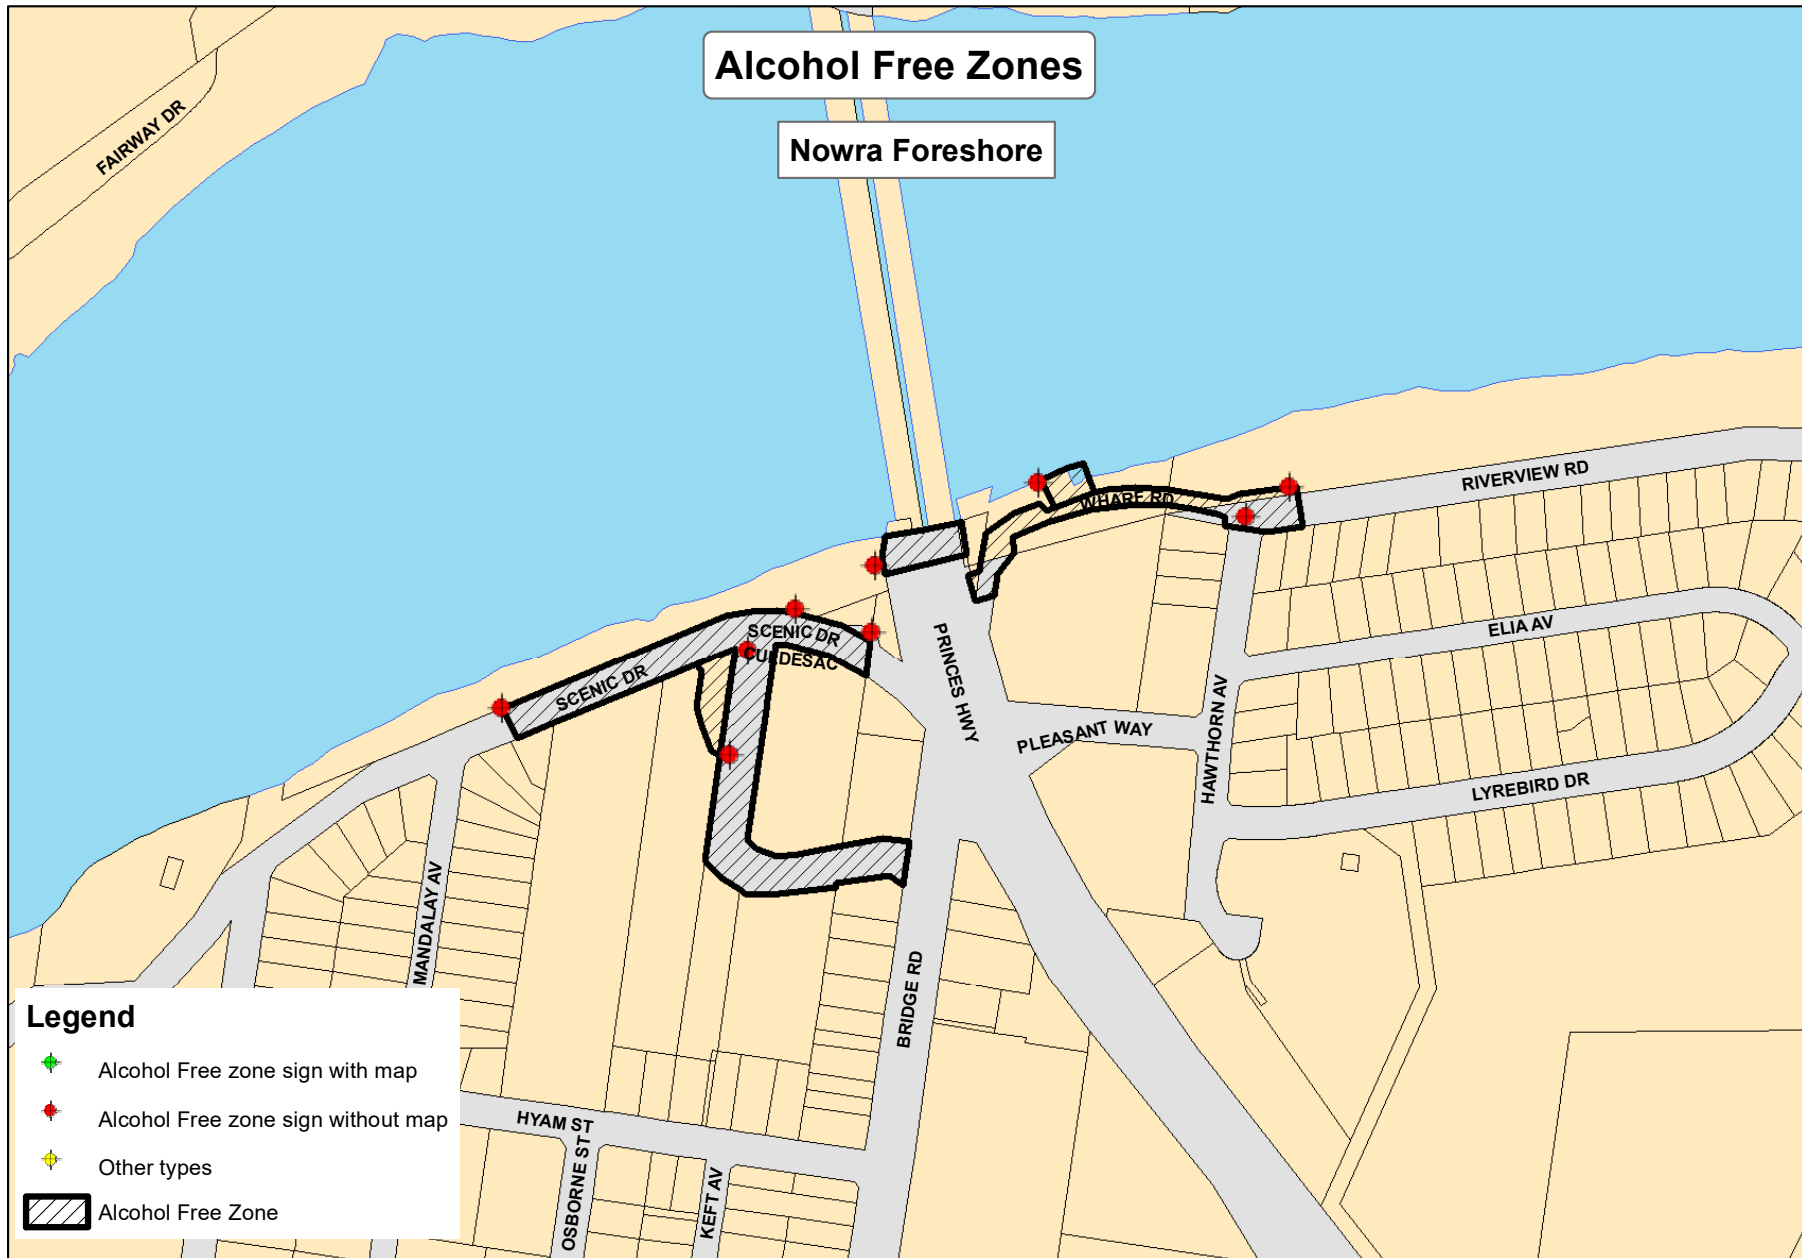 Alcohol Free Zones
Nowra Foreshore
FAIRWAY DR
RIVERVIEW RD
WHARF RD
ELIA AV
SCENIC DR
CULDESAC
SCENIC DR
PRINCES HWY
PLEASANT WAY
HAWTHORN AV
LYREBIRD DR
MANDALAY AV
BRIDGE RD
HYAM ST
OSBORNE ST
KEFT AV
Legend
Alcohol Free zone sign with map
Alcohol Free zone sign without map
Other types
Alcohol Free Zone